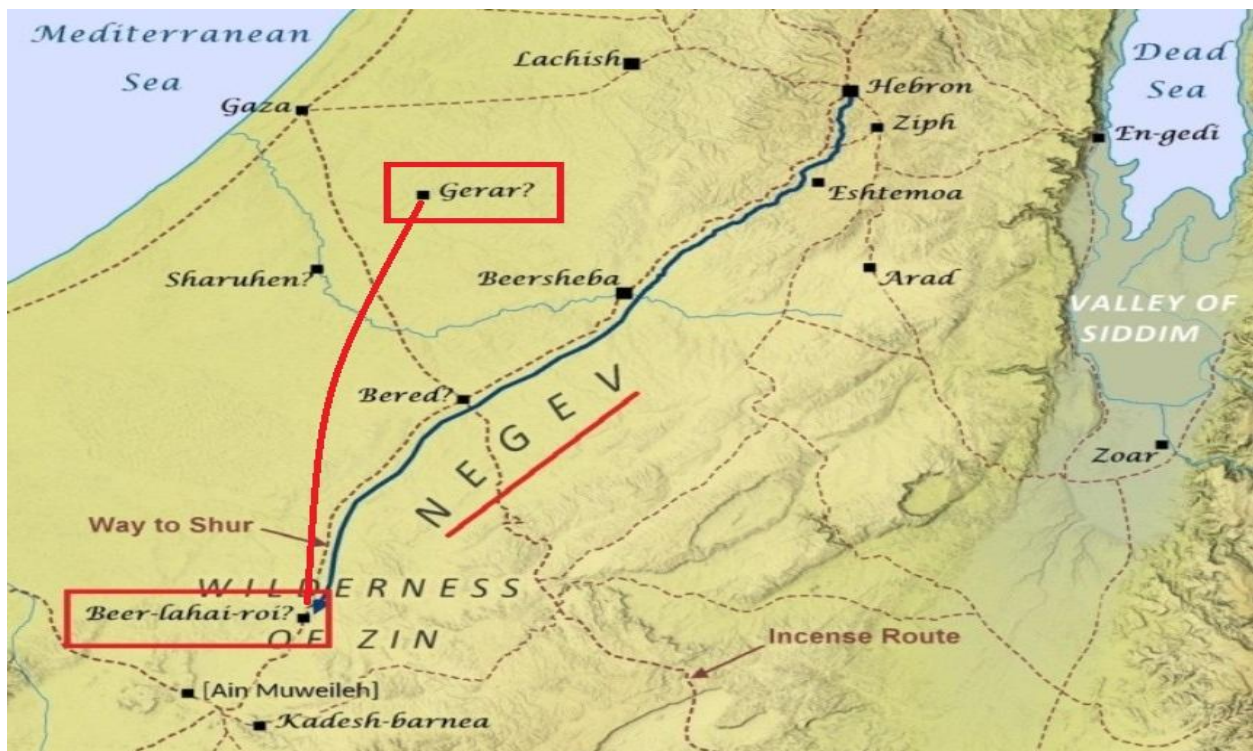 Mediterranean
Sea
Dead
Sea
Lachish
Hebron
Gaza
Ziph
En-gedi
Gerar?
Eshtemoa
Sharuhen?
Beersheba
Arad
VALLEY OF
SIDDIM
Bered?
NEGEV
Zoar
Way to Shur
WILDERNESS
OF ZIN
Beer-lahai-roi?
Incense Route
[Ain Muweileh]
Kadesh-barnea